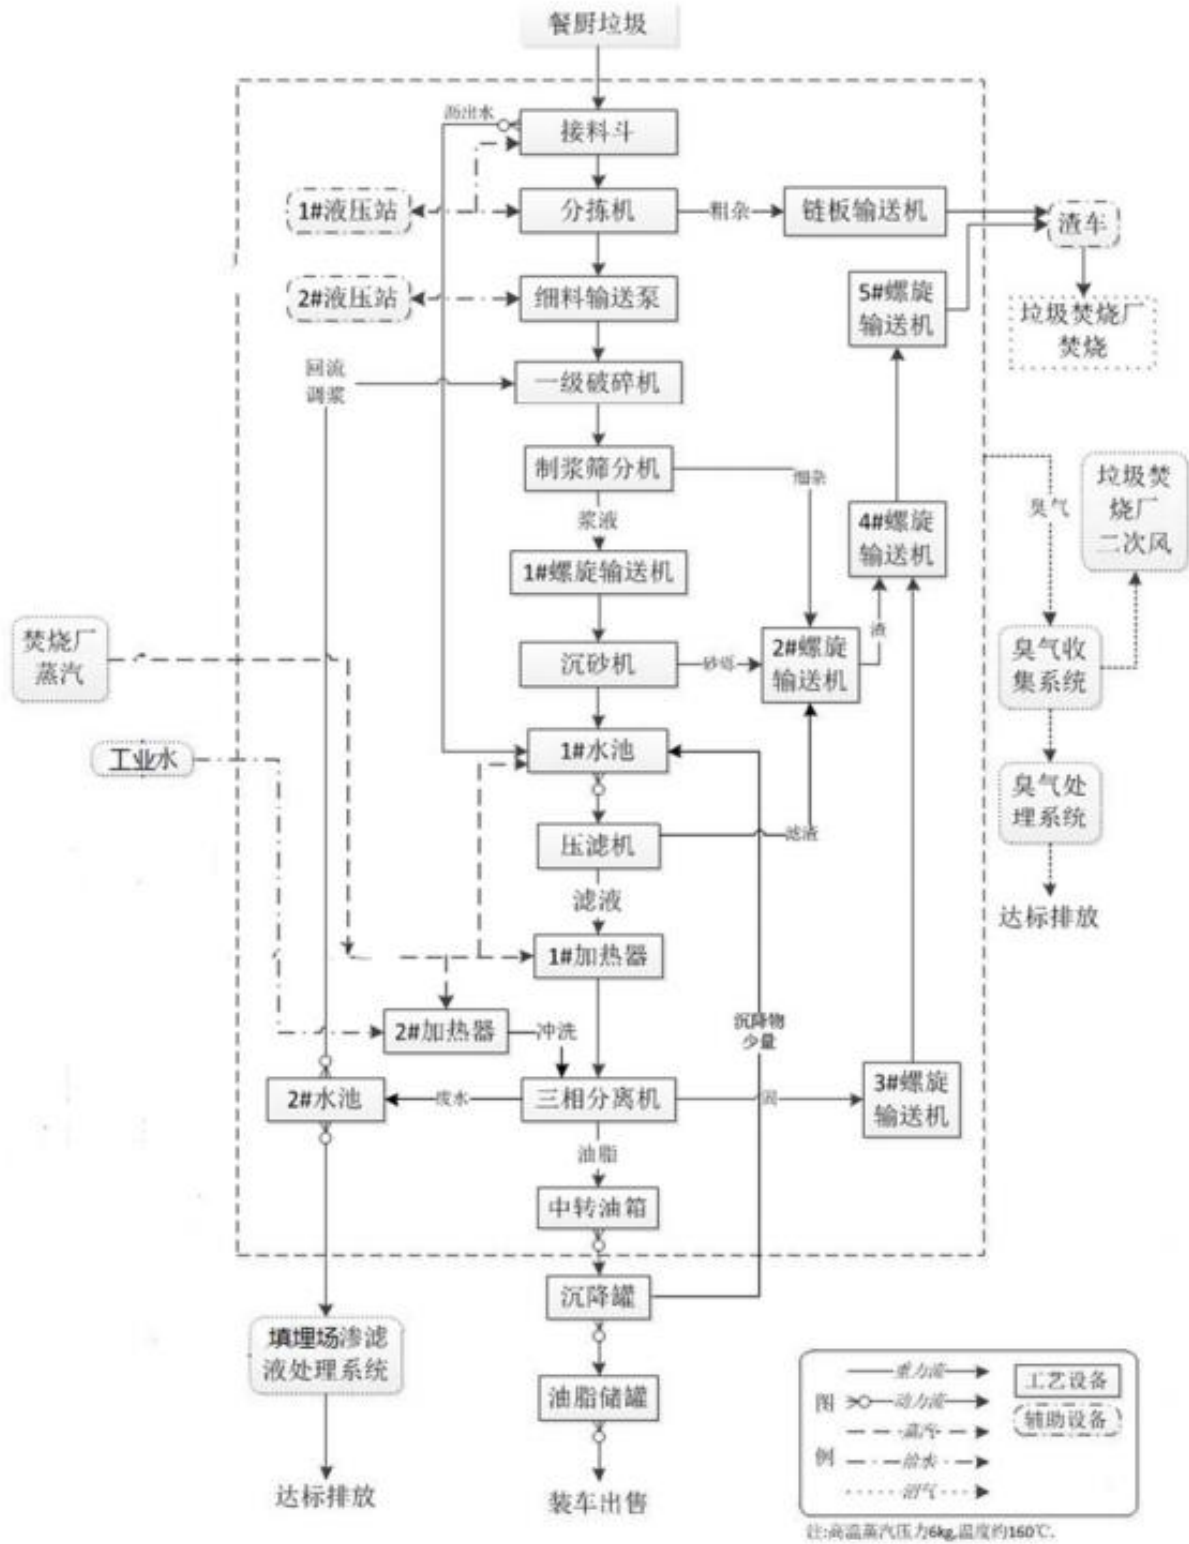 餐厨垃圾
沥出水
接料斗
1#液压站
分拣机
粗杂
链板输送机
渣车
2#液压站
细料输送泵
5#螺旋
输送机
垃圾焚烧厂
焚烧
回流
调浆
一级破碎机
制浆筛分机
细杂
浆液
4#螺旋
输送机
臭气
垃圾焚
烧厂
二次风
1#螺旋输送机
焚烧厂
蒸汽
沉砂机
2#螺旋
输送机
渣
臭气收
集系统
工业水
1#水池
臭气处
理系统
压滤机
滤渣
滤液
达标排放
1#加热器
2#加热器
冲洗
沉降物
少量
2#水池
废水
三相分离机
固
3#螺旋
输送机
油脂
中转油箱
沉降罐
填埋场渗滤
液处理系统
油脂储罐
达标排放
装车出售
图
例
重力流
动力流
蒸汽
给水
沼气
工艺设备
辅助设备
注:高温蒸汽压力6kg,温度约160℃.